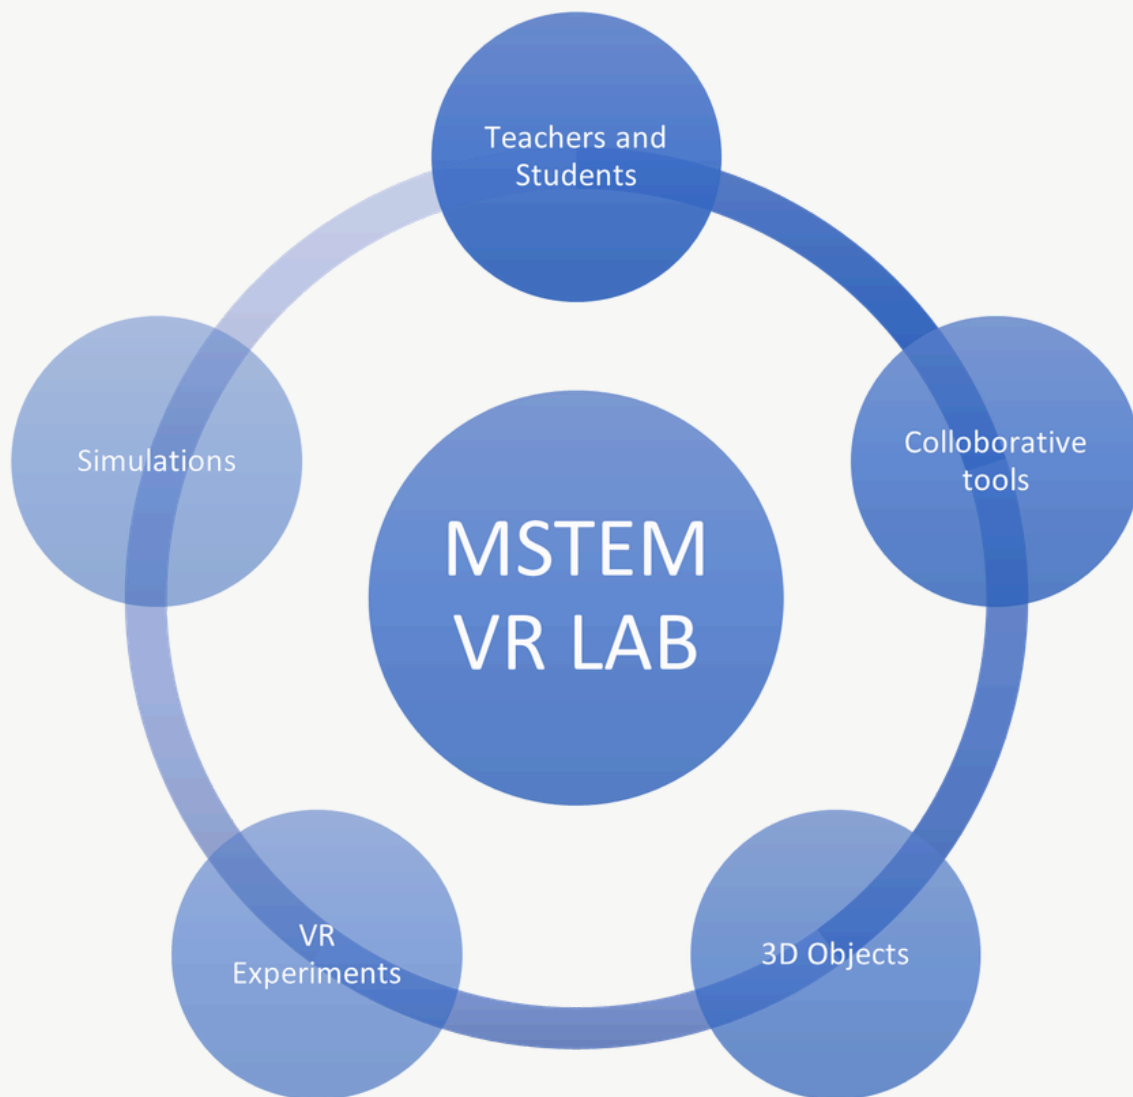 Teachers and
Students
Colloborative
tools
Simulations
MSTEM
VR LAB
VR
Experiments
3D Objects